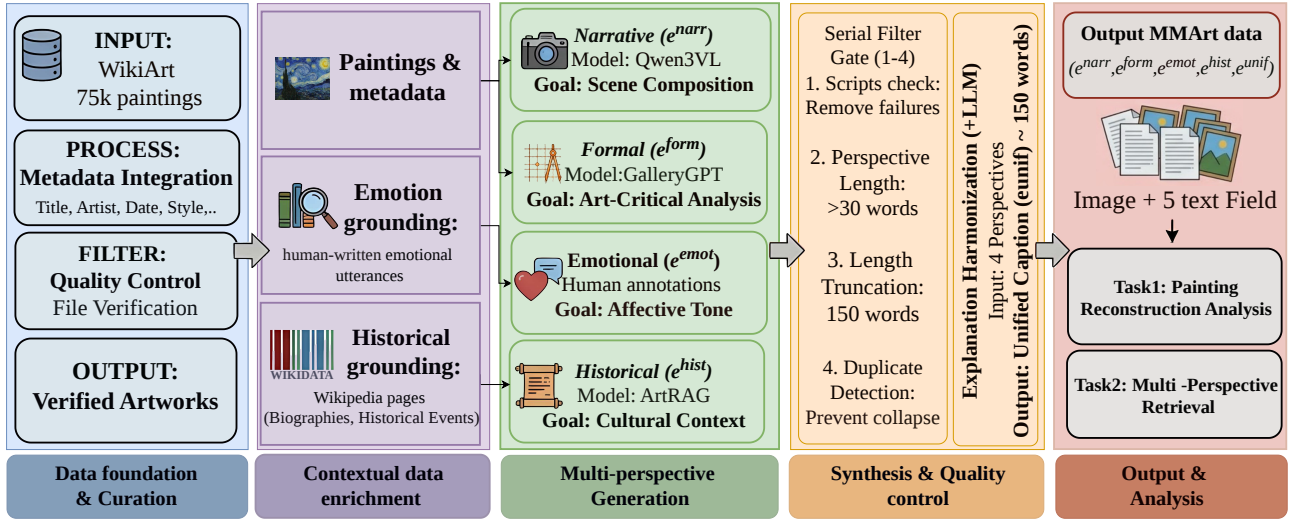 INPUT:
WikiArt
75k paintings
PROCESS:
Metadata Integration
Title, Artist, Date, Style,..
FILTER:
Quality Control
File Verification
OUTPUT:
Verified Artworks
Data foundation
& Curation
Paintings &
metadata
Emotion
grounding:
human-written emotional
utterances
WIKIDATA
Historical
grounding:
Wikipedia pages
(Biographies, Historical Events)
Contextual data
enrichment
Narrative (e^narr)
Model: Qwen3VL
Goal: Scene Composition
Formal (e^form)
Model:GalleryGPT
Goal: Art-Critical Analysis
Emotional (e^emot)
Human annotations
Goal: Affective Tone
Historical (e^hist)
Model: ArtRAG
Goal: Cultural Context
Multi-perspective
Generation
Serial Filter
Gate (1-4)
1. Scripts check:
Remove failures
2. Perspective
Length:
>30 words
3. Length
Truncation:
150 words
4. Duplicate
Detection:
Prevent collapse
Explanation Harmonization (+LLM)
Input: 4 Perspectives
Output: Unified Caption (eunif) ~ 150 words)
Synthesis & Quality
control
Output MMArt data
(e^narr,e^form,e^emot,e^hist,e^unif)
Image + 5 text Field
Task1: Painting
Reconstruction Analysis
Task2: Multi -Perspective
Retrieval
Output &
Analysis